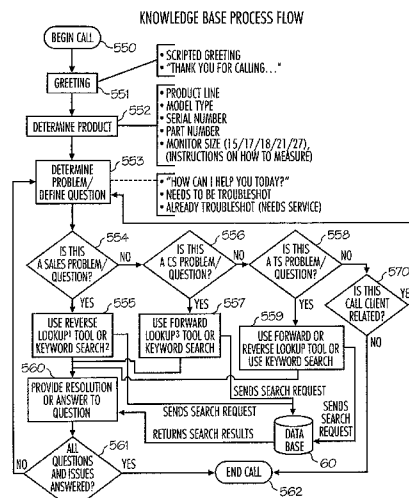 KNOWLEDGE BASE PROCESS FLOW
BEGIN CALL
550
GREETING
551
• SCRIPTED GREETING
• "THANK YOU FOR CALLING..."
552
DETERMINE PRODUCT
• PRODUCT LINE
• MODEL TYPE
• SERIAL NUMBER
• PART NUMBER
• MONITOR SIZE (15/17/18/21/27),
(INSTRUCTIONS ON HOW TO MEASURE)
553
DETERMINE
PROBLEM/
DEFINE QUESTION
• "HOW CAN I HELP YOU TODAY?"
• NEEDS TO BE TROUBLESHOT
• ALREADY TROUBLESHOT (NEEDS SERVICE)
554
IS THIS
A SALES PROBLEM/
QUESTION?
NO
YES
556
IS THIS
A CS PROBLEM/
QUESTION?
NO
YES
558
IS THIS
A TS PROBLEM/
QUESTION?
NO
YES
570
IS THIS
CALL CLIENT
RELATED?
YES
NO
555
USE REVERSE
LOOKUP¹ TOOL OR
KEYWORD SEARCH²
557
USE FORWARD
LOOKUP³ TOOL OR
KEYWORD SEARCH
559
USE FORWARD OR
REVERSE LOOKUP TOOL OR
USE KEYWORD SEARCH
560
PROVIDE RESOLUTION
OR ANSWER TO
QUESTION
SENDS SEARCH REQUEST
SENDS SEARCH REQUEST
SENDS
SEARCH
REQUEST
RETURNS SEARCH RESULTS
DATA
BASE
60
561
ALL
QUESTIONS
AND ISSUES
ANSWERED?
NO
YES
END CALL
562